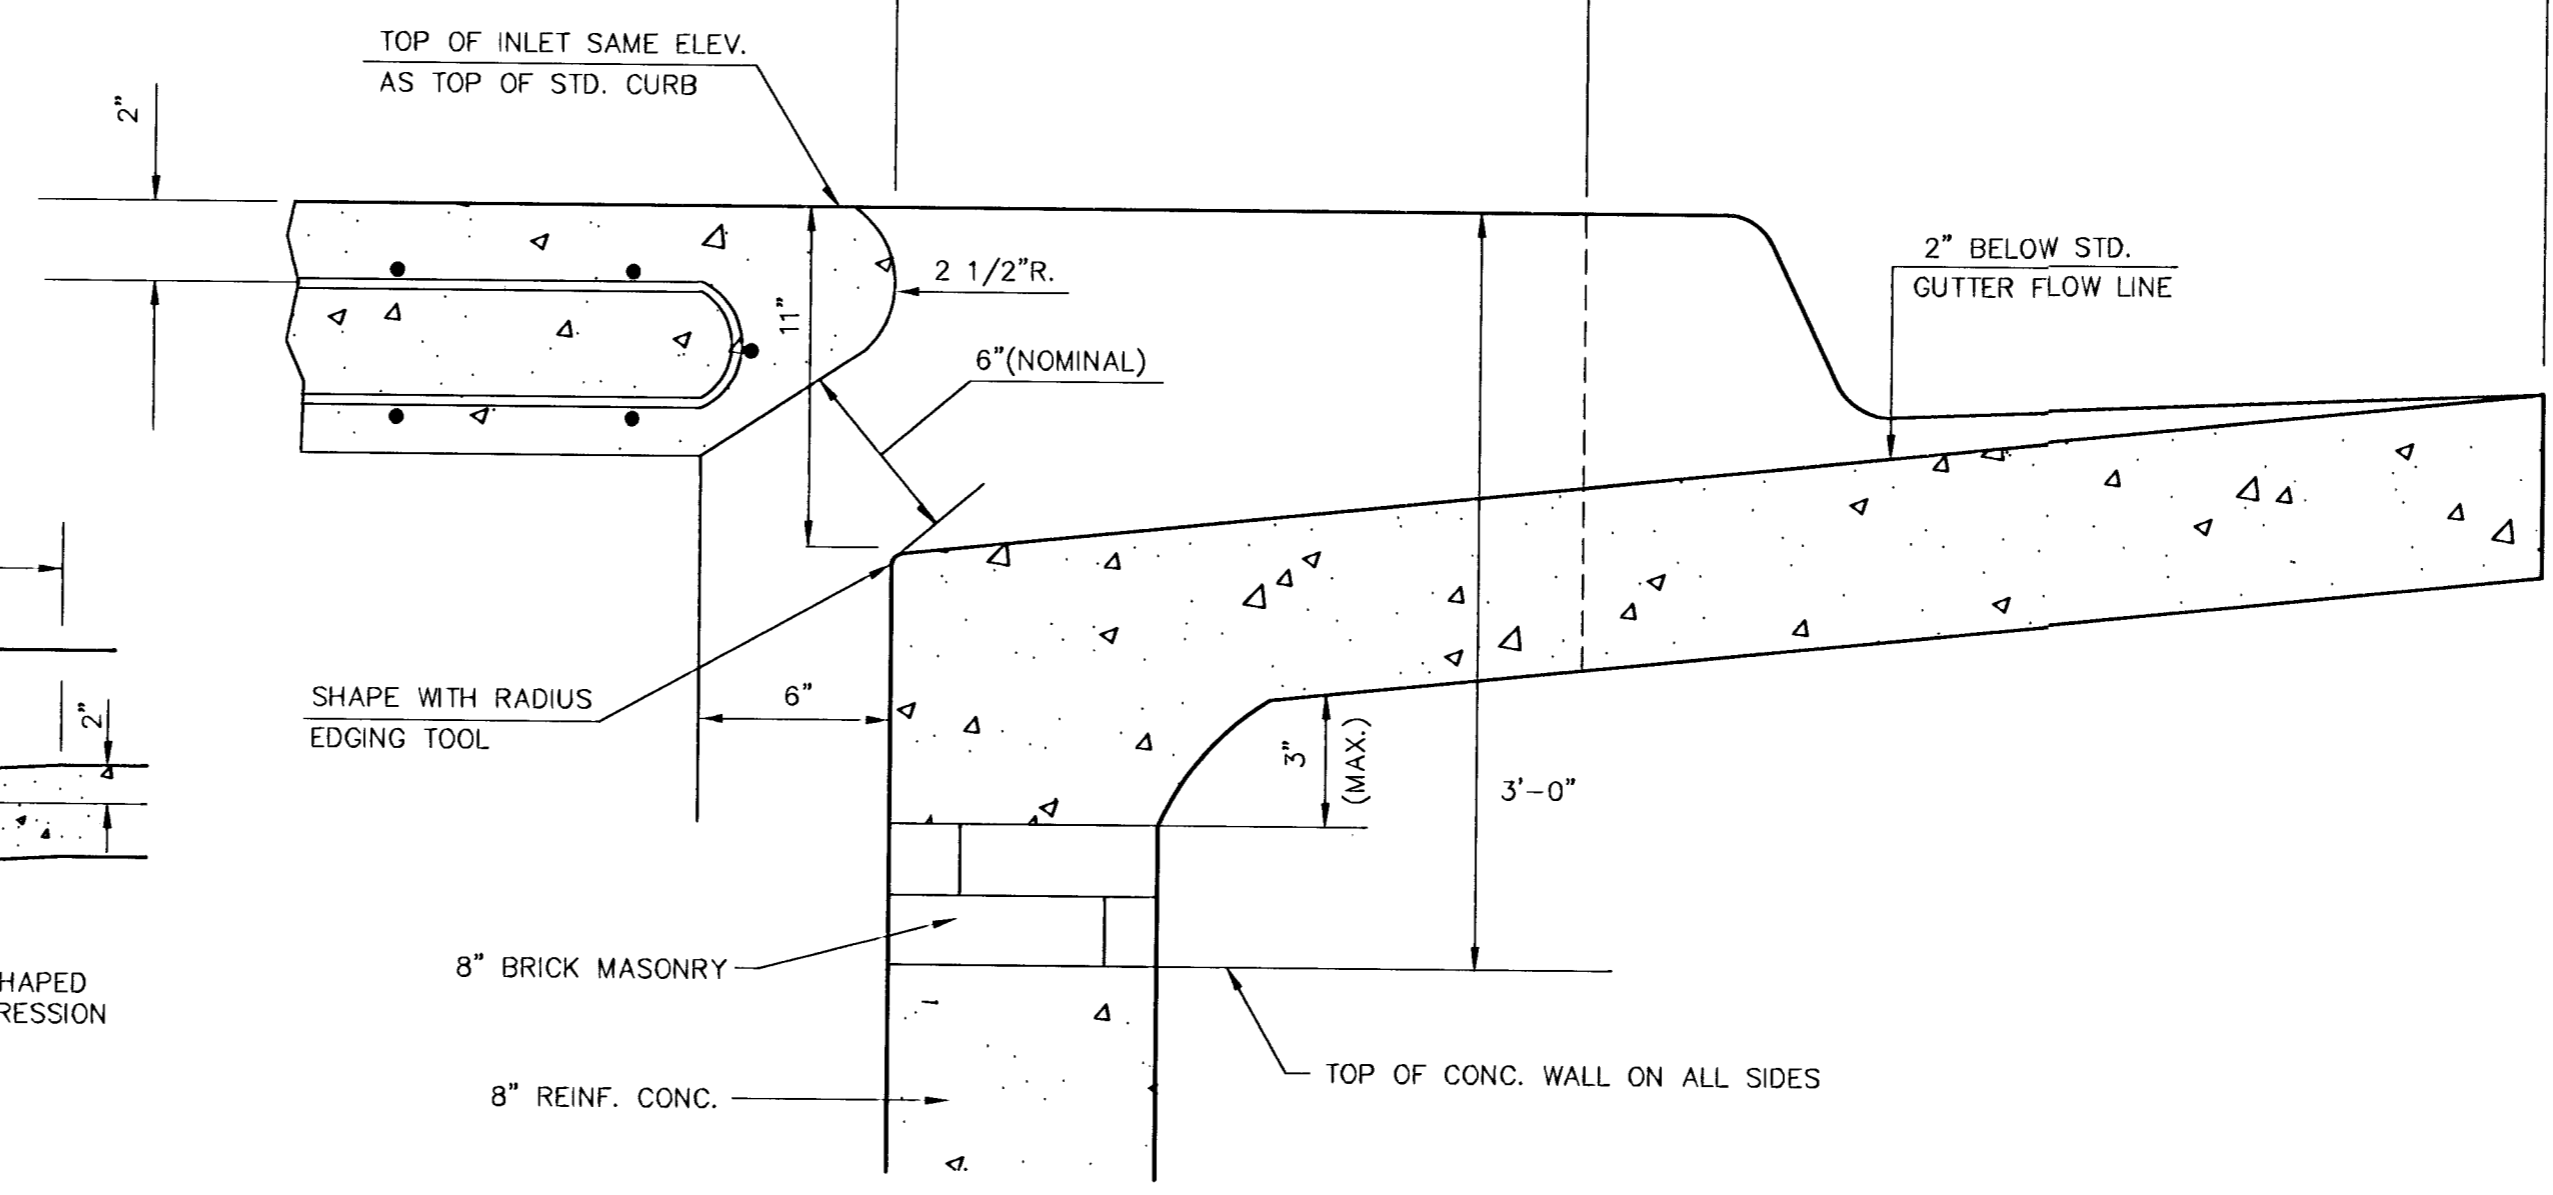 TOP OF INLET SAME ELEV.
AS TOP OF STD. CURB
2"
2" BELOW STD.
GUTTER FLOW LINE
2 1/2"R.
11"
6"(NOMINAL)
SHAPE WITH RADIUS
EDGING TOOL
6"
2"
3"
(MAX.)
3'-0"
8" BRICK MASONRY
HAPED
RESSION
TOP OF CONC. WALL ON ALL SIDES
8" REINF. CONC.